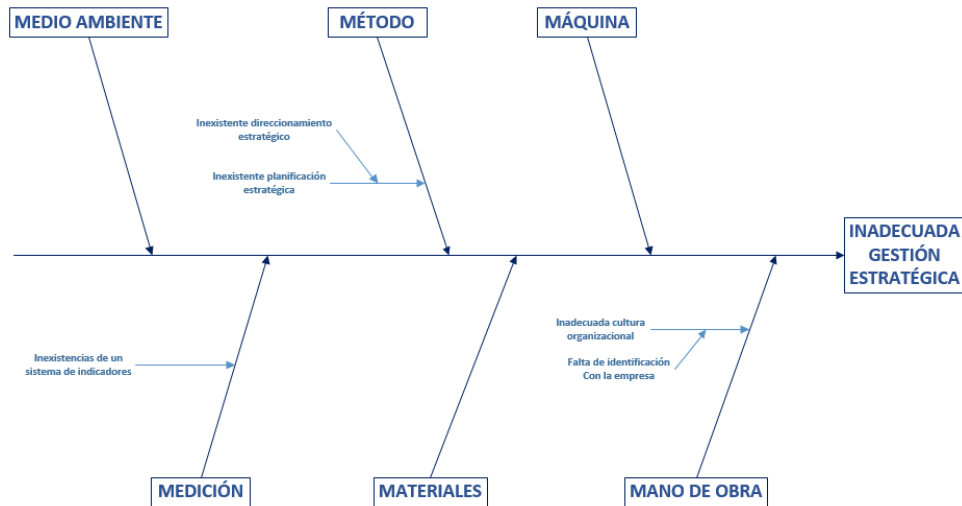 MEDIO AMBIENTE
MÉTODO
MÁQUINA
Inexistente direccionamiento
estratégico
Inexistente planificación
estratégica
INADECUADA
GESTIÓN
ESTRATÉGICA
Inadecuada cultura
organizacional
Falta de identificación
Con la empresa
Inexistencias de un
sistema de indicadores
MEDICIÓN
MATERIALES
MANO DE OBRA